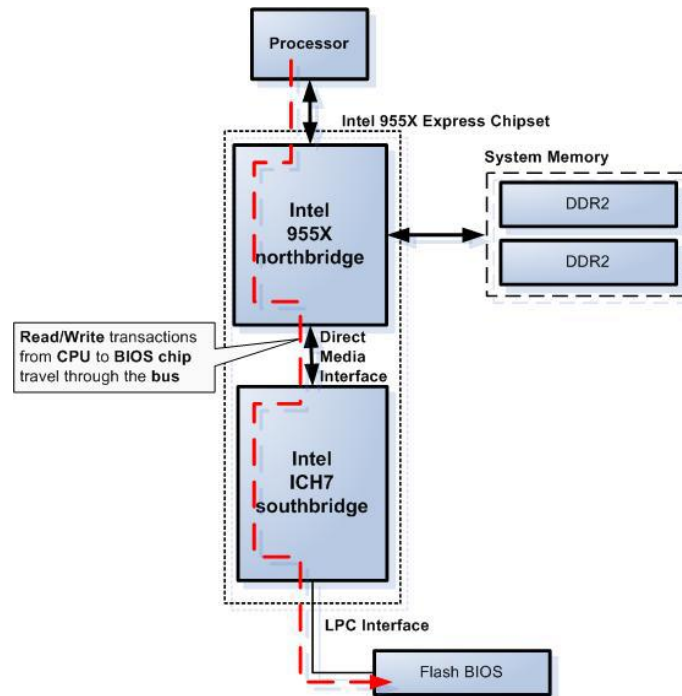 Processor
Intel 955X Express Chipset
System Memory
DDR2
DDR2
Intel
955X
northbridge
Read/Write transactions
from CPU to BIOS chip
travel through the bus
Direct
Media
Interface
Intel
ICH7
southbridge
LPC Interface
Flash BIOS